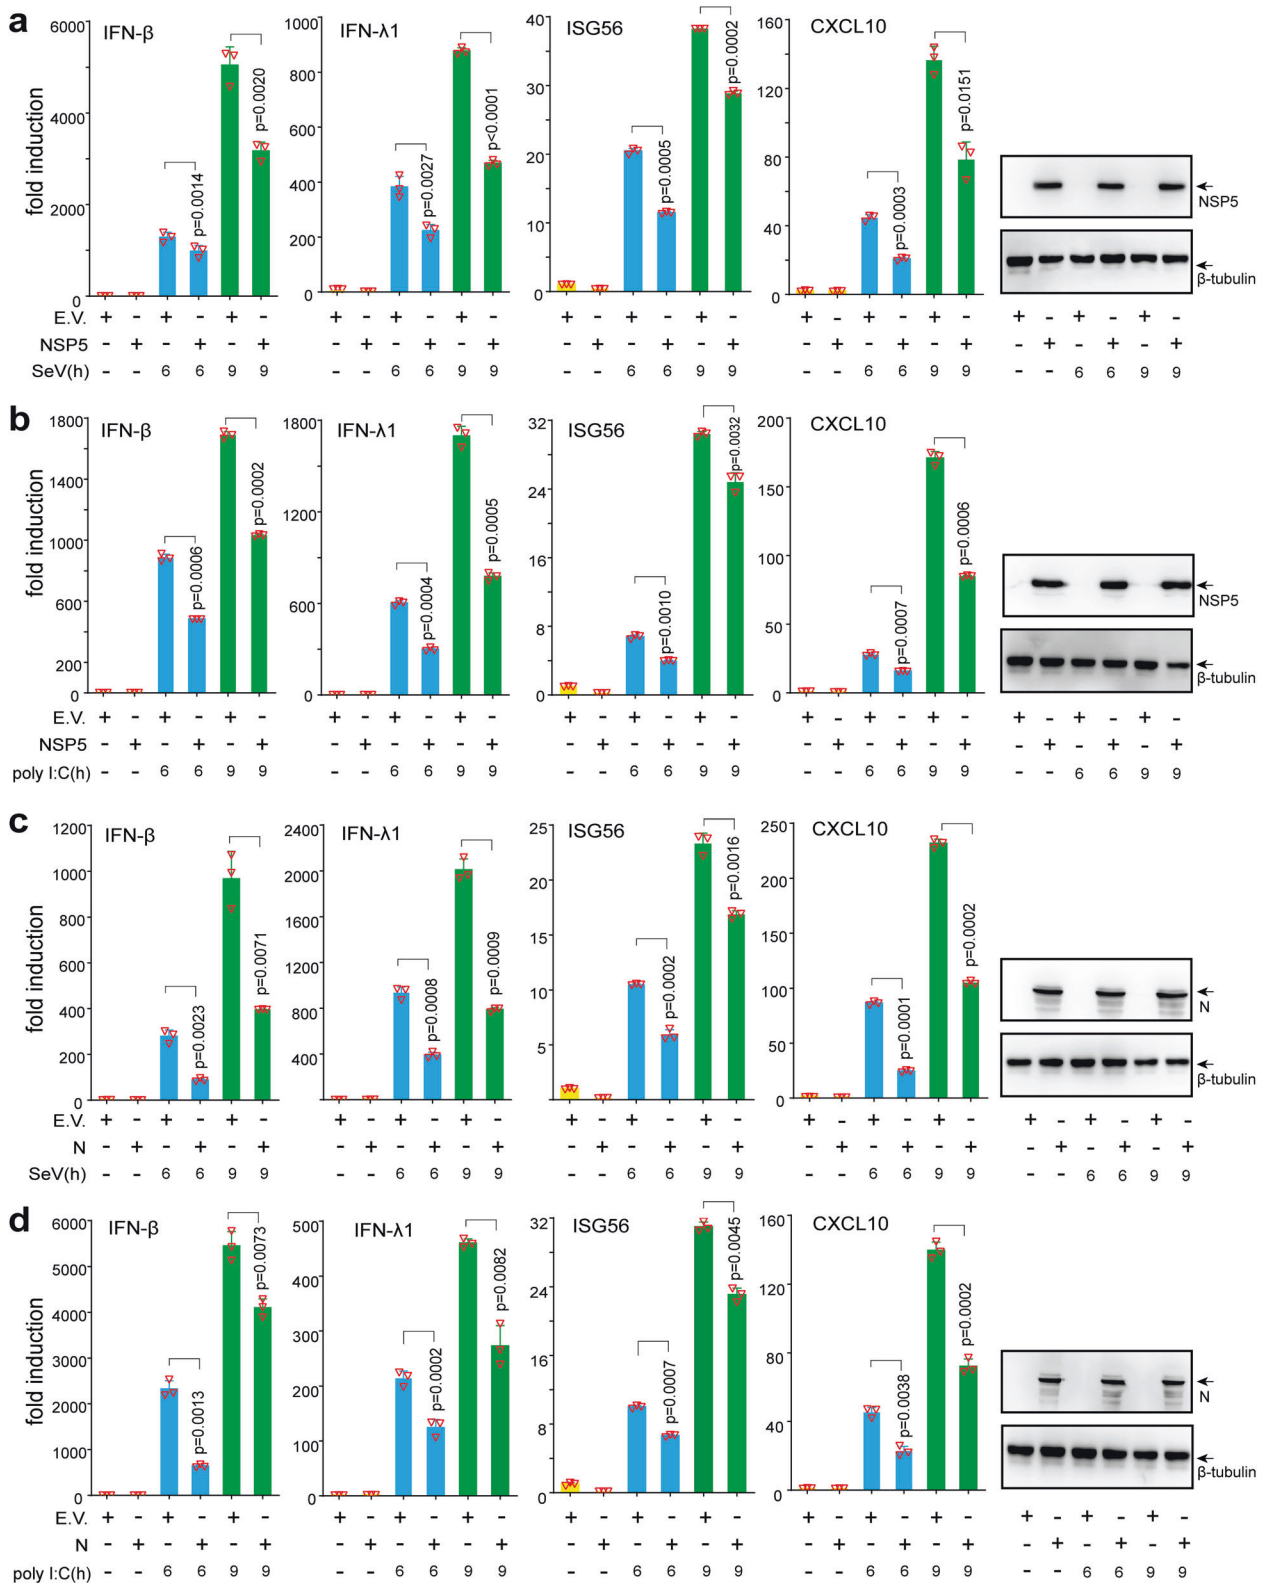 a
IFN-β
IFN-λ1
ISG56
CXCL10
fold induction
6000
4000
2000
0
p=0.0014
p=0.0020
1000
800
600
400
200
0
p=0.0027
p<0.0001
40
30
20
10
0
p=0.0005
p=0.0002
160
120
80
40
0
p=0.0003
p=0.0151
NSP5
β-tubulin
E.V. + - + - + - + - + - + - + - + - + - + - + - + - + - + - + -
NSP5 - + - + - + - + - + - + - + - + - + - + - + - + - + - + - +
SeV(h) - - 6 6 9 9 - - 6 6 9 9 - - 6 6 9 9 - - 6 6 9 9 - - 6 6 9 9
b
IFN-β
IFN-λ1
ISG56
CXCL10
fold induction
1800
1400
1000
600
200
0
p=0.0006
p=0.0002
1800
1200
600
0
p=0.0004
p=0.0005
32
24
16
8
0
p=0.0010
p=0.0032
200
150
100
50
0
p=0.0007
p=0.0006
NSP5
β-tubulin
E.V. + - + - + - + - + - + - + - + - + - + - + - + - + - + - + -
NSP5 - + - + - + - + - + - + - + - + - + - + - + - + - + - + - +
poly I:C(h) - - 6 6 9 9 - - 6 6 9 9 - - 6 6 9 9 - - 6 6 9 9 - - 6 6 9 9
c
IFN-β
IFN-λ1
ISG56
CXCL10
fold induction
1200
1000
800
600
400
200
0
p=0.0023
p=0.0071
2400
2000
1600
1200
800
400
0
p=0.0008
p=0.0009
25
20
15
10
5
p=0.0002
p=0.0016
250
200
150
100
50
0
p=0.0001
p=0.0002
N
β-tubulin
E.V. + - + - + - + - + - + - + - + - + - + - + - + - + - + - + -
N - + - + - + - + - + - + - + - + - + - + - + - + - + - + - +
SeV(h) - - 6 6 9 9 - - 6 6 9 9 - - 6 6 9 9 - - 6 6 9 9 - - 6 6 9 9
d
IFN-β
IFN-λ1
ISG56
CXCL10
fold induction
6000
5000
4000
3000
2000
1000
0
p=0.0013
p=0.0073
500
400
300
200
100
0
p=0.0002
p=0.0082
32
24
16
8
0
p=0.0007
p=0.0045
160
120
80
40
0
p=0.0038
p=0.0002
N
β-tubulin
E.V. + - + - + - + - + - + - + - + - + - + - + - + - + - + - + -
N - + - + - + - + - + - + - + - + - + - + - + - + - + - + - +
poly I:C(h) - - 6 6 9 9 - - 6 6 9 9 - - 6 6 9 9 - - 6 6 9 9 - - 6 6 9 9